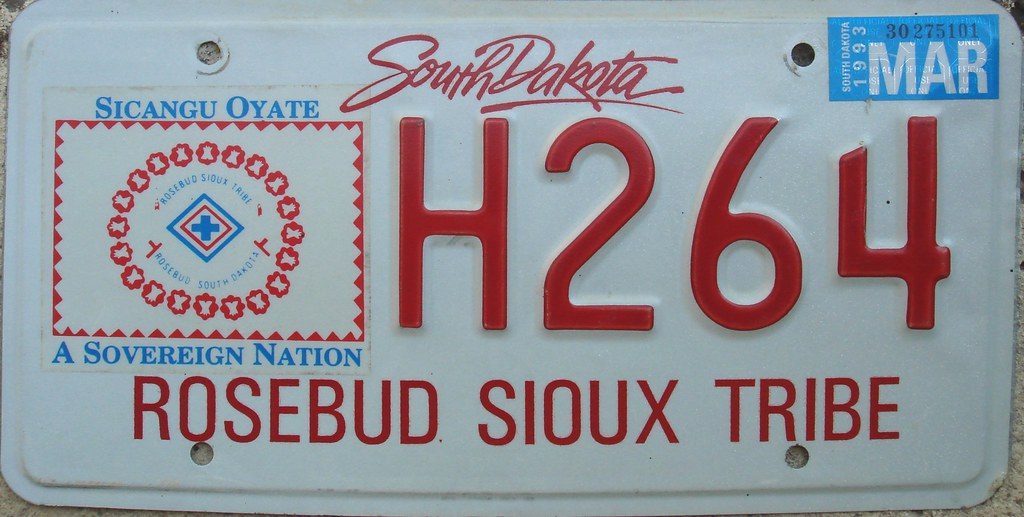 South Dakota
SOUTH DAKOTA
1993
30275101
MAR
SICANGU OYATE
ROSEBUD SIOUX TRIBE
ROSEBUD SOUTH DAKOTA
A SOVEREIGN NATION
H264
ROSEBUD SIOUX TRIBE